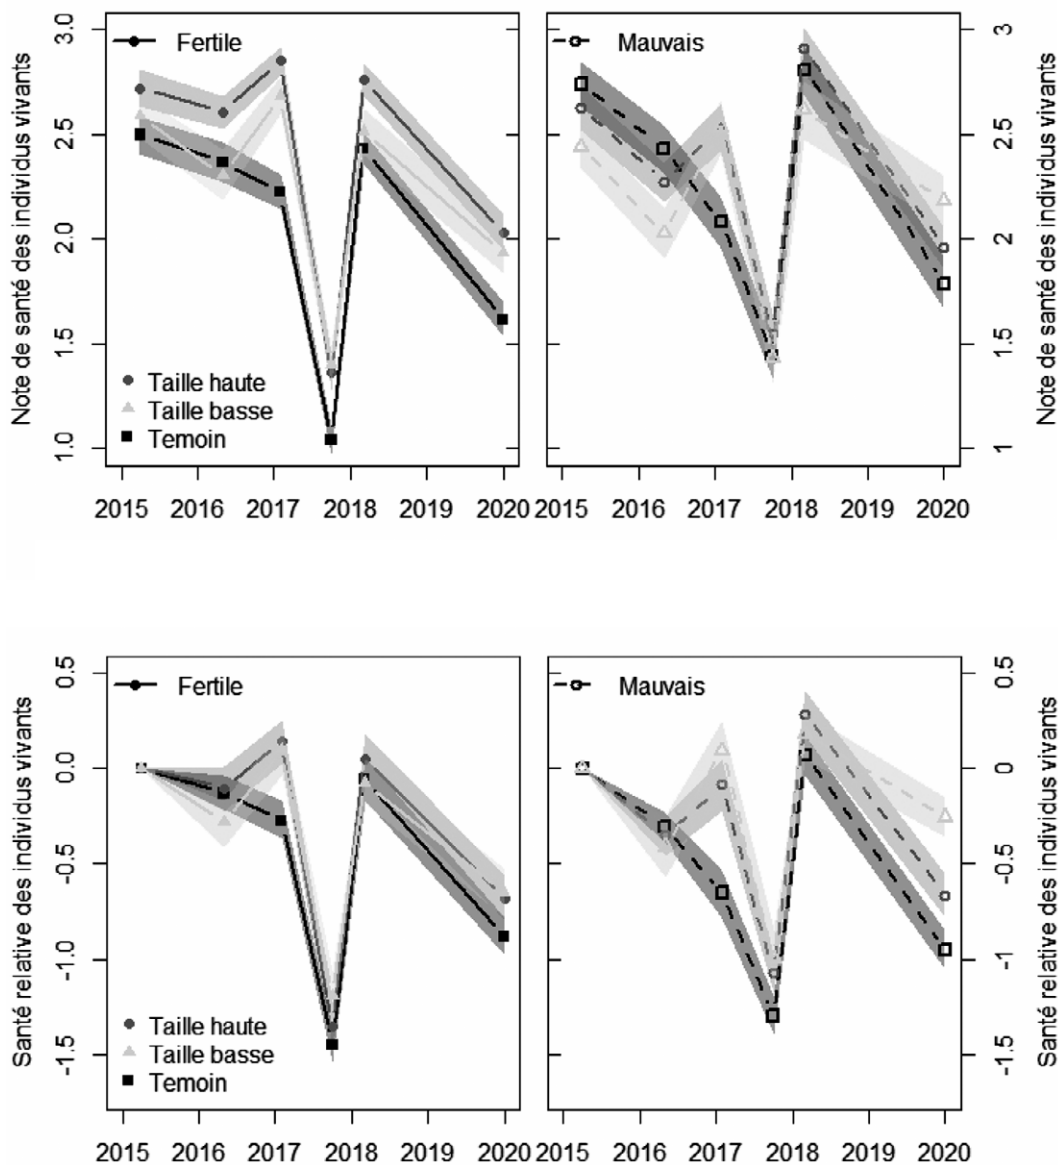 Note de santé des individus vivants
3.0
2.5
2.0
1.5
1.0
Fertile
Taille haute
Taille basse
Temoin
2015 2016 2017 2018 2019 2020
Mauvais
3
2.5
2
1.5
1
Note de santé des individus vivants
2015 2016 2017 2018 2019 2020
Santé relative des individus vivants
0.5
0.0
-0.5
-1.0
-1.5
Fertile
Taille haute
Taille basse
Temoin
2015 2016 2017 2018 2019 2020
Mauvais
0.5
0
-0.5
-1
-1.5
Santé relative des individus vivants
2015 2016 2017 2018 2019 2020